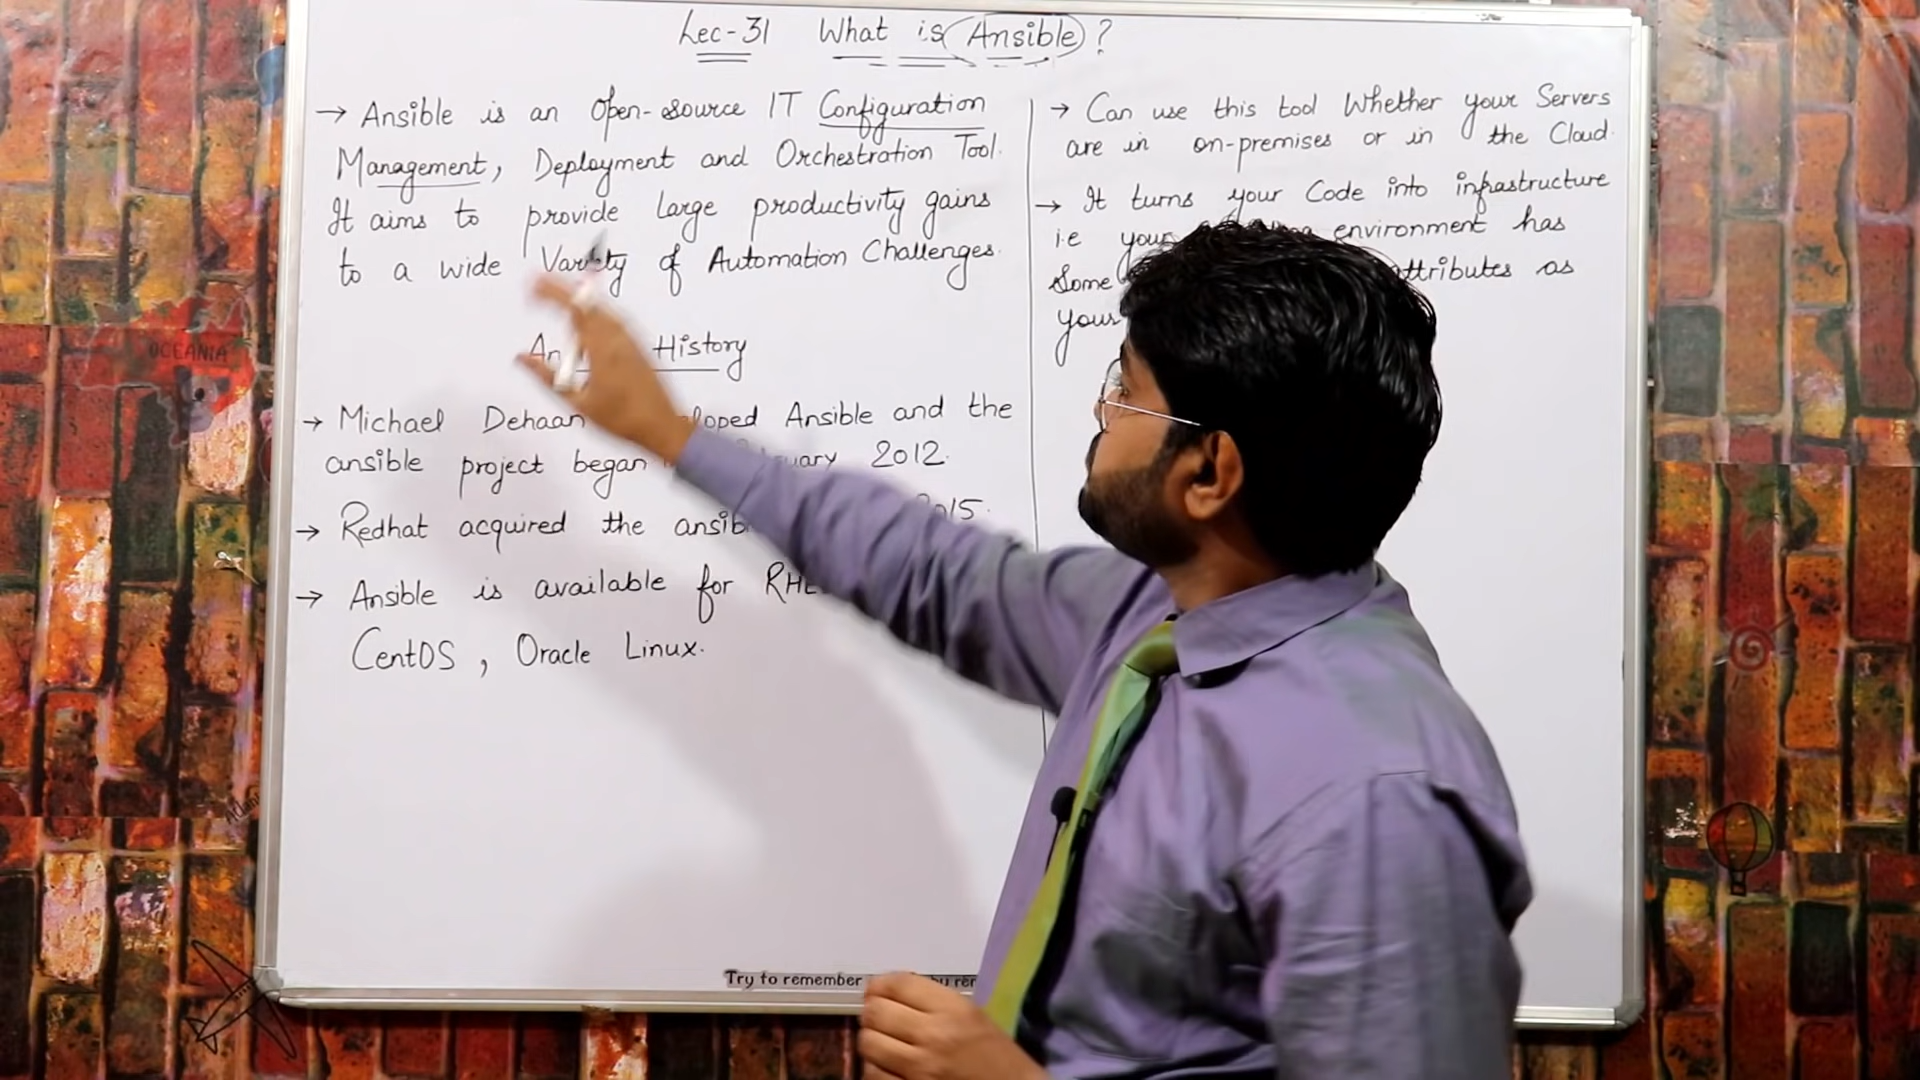 Lec-31 What is Ansible ?
→ Ansible is an Open-source IT Configuration
Management, Deployment and Orchestration Tool.
It aims to provide large productivity gains
to a wide Variety of Automation Challenges.
History
→ Michael Dehaan Ansible and the
ansible project began 2012.
→ Redhat acquired the
→ Ansible is available for
CentOS , Oracle Linux.
→ Can use this tool Whether your Servers
are in on-premises or in the Cloud.
→ It turns your Code into infrastructure
i.e your environment has
Some attributes as
your
Try to remember
OCEANIA